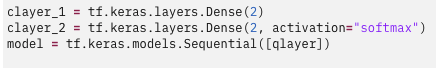 clayer_1 = tf.keras.layers.Dense(2)
clayer_2 = tf.keras.layers.Dense(2, activation="softmax")
model = tf.keras.models.Sequential([qlayer])